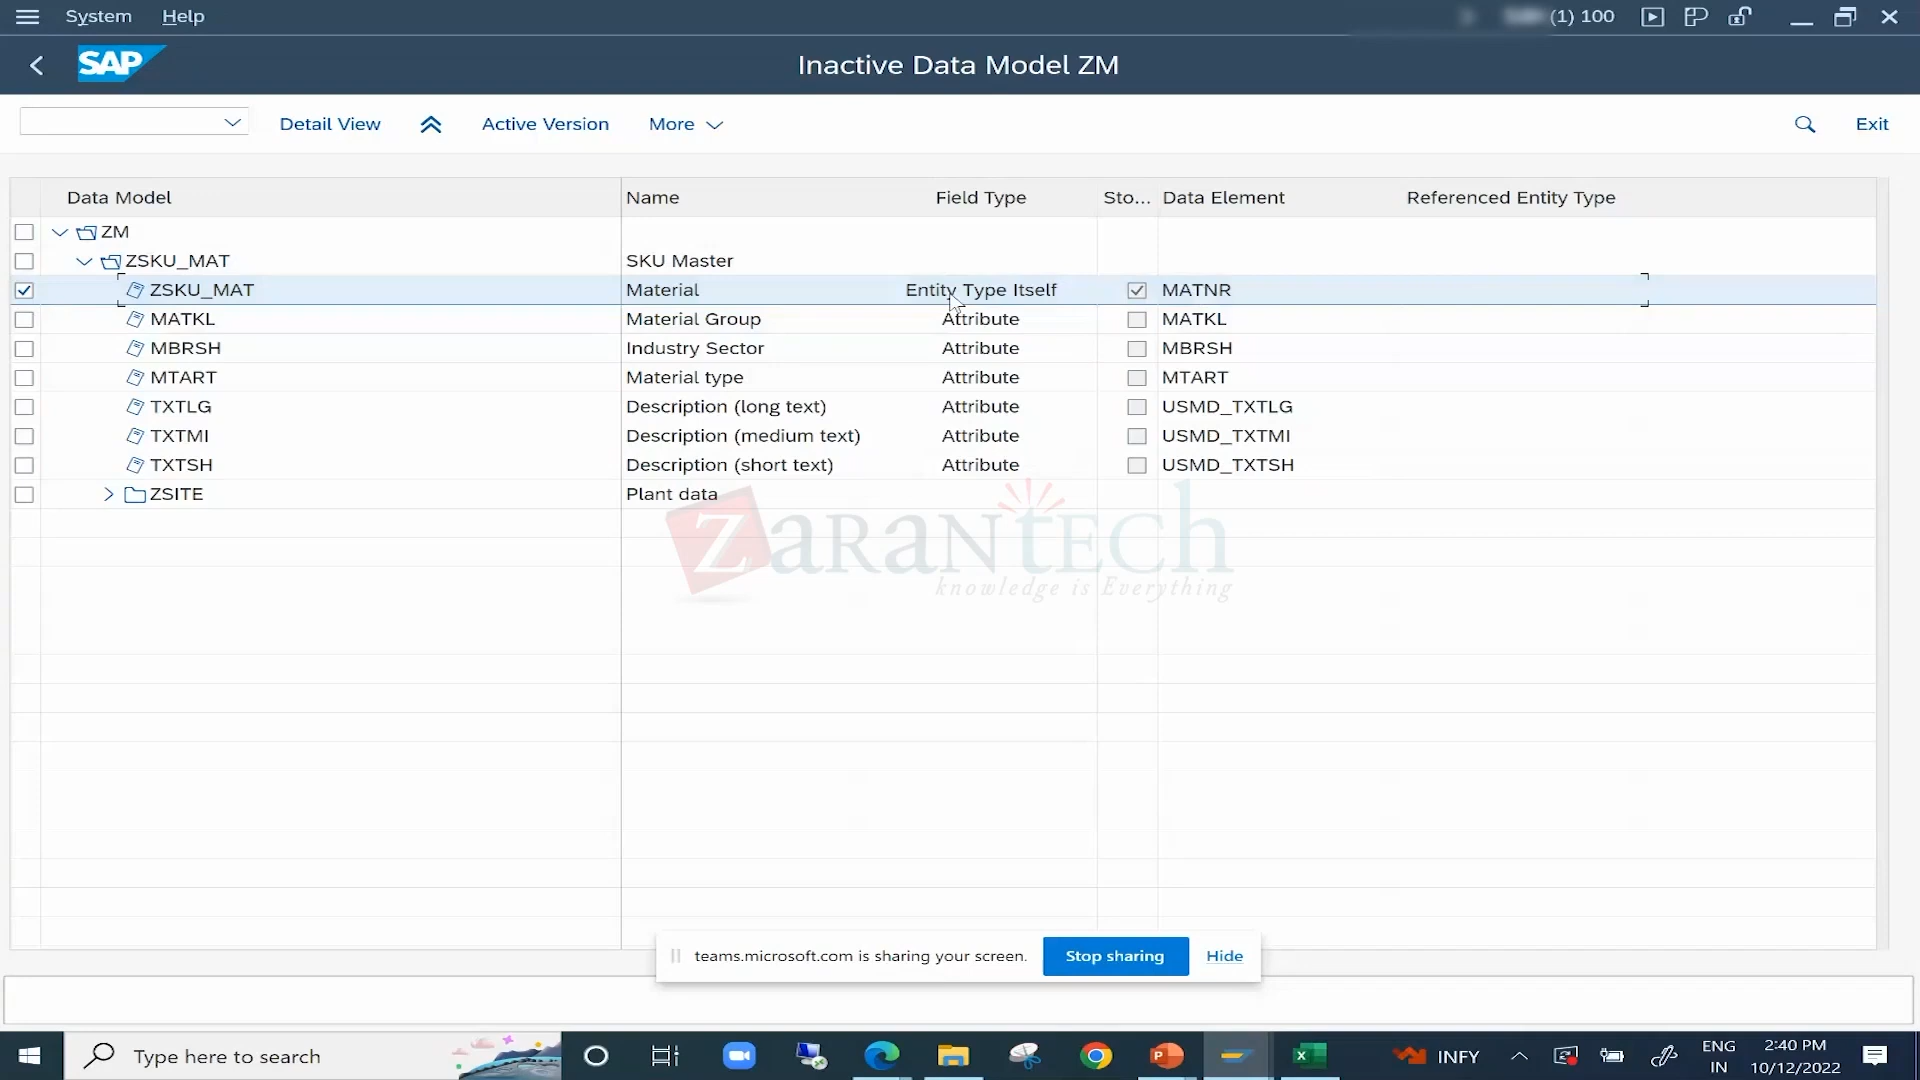 System Help (1) 100
SAP Inactive Data Model ZM
Detail View Active Version More Exit
Data Model Name Field Type Sto... Data Element Referenced Entity Type
ZM
ZSKU_MAT SKU Master
ZSKU_MAT Material Entity Type Itself MATNR
MATKL Material Group Attribute MATKL
MBRSH Industry Sector Attribute MBRSH
MTART Material type Attribute MTART
TXTLG Description (long text) Attribute USMD_TXTLG
TXTMI Description (medium text) Attribute USMD_TXTMI
TXTSH Description (short text) Attribute USMD_TXTSH
ZSITE Plant data
ZaranTech
knowledge is Everything
teams.microsoft.com is sharing your screen. Stop sharing Hide
Type here to search INFY ENG IN 2:40 PM 10/12/2022